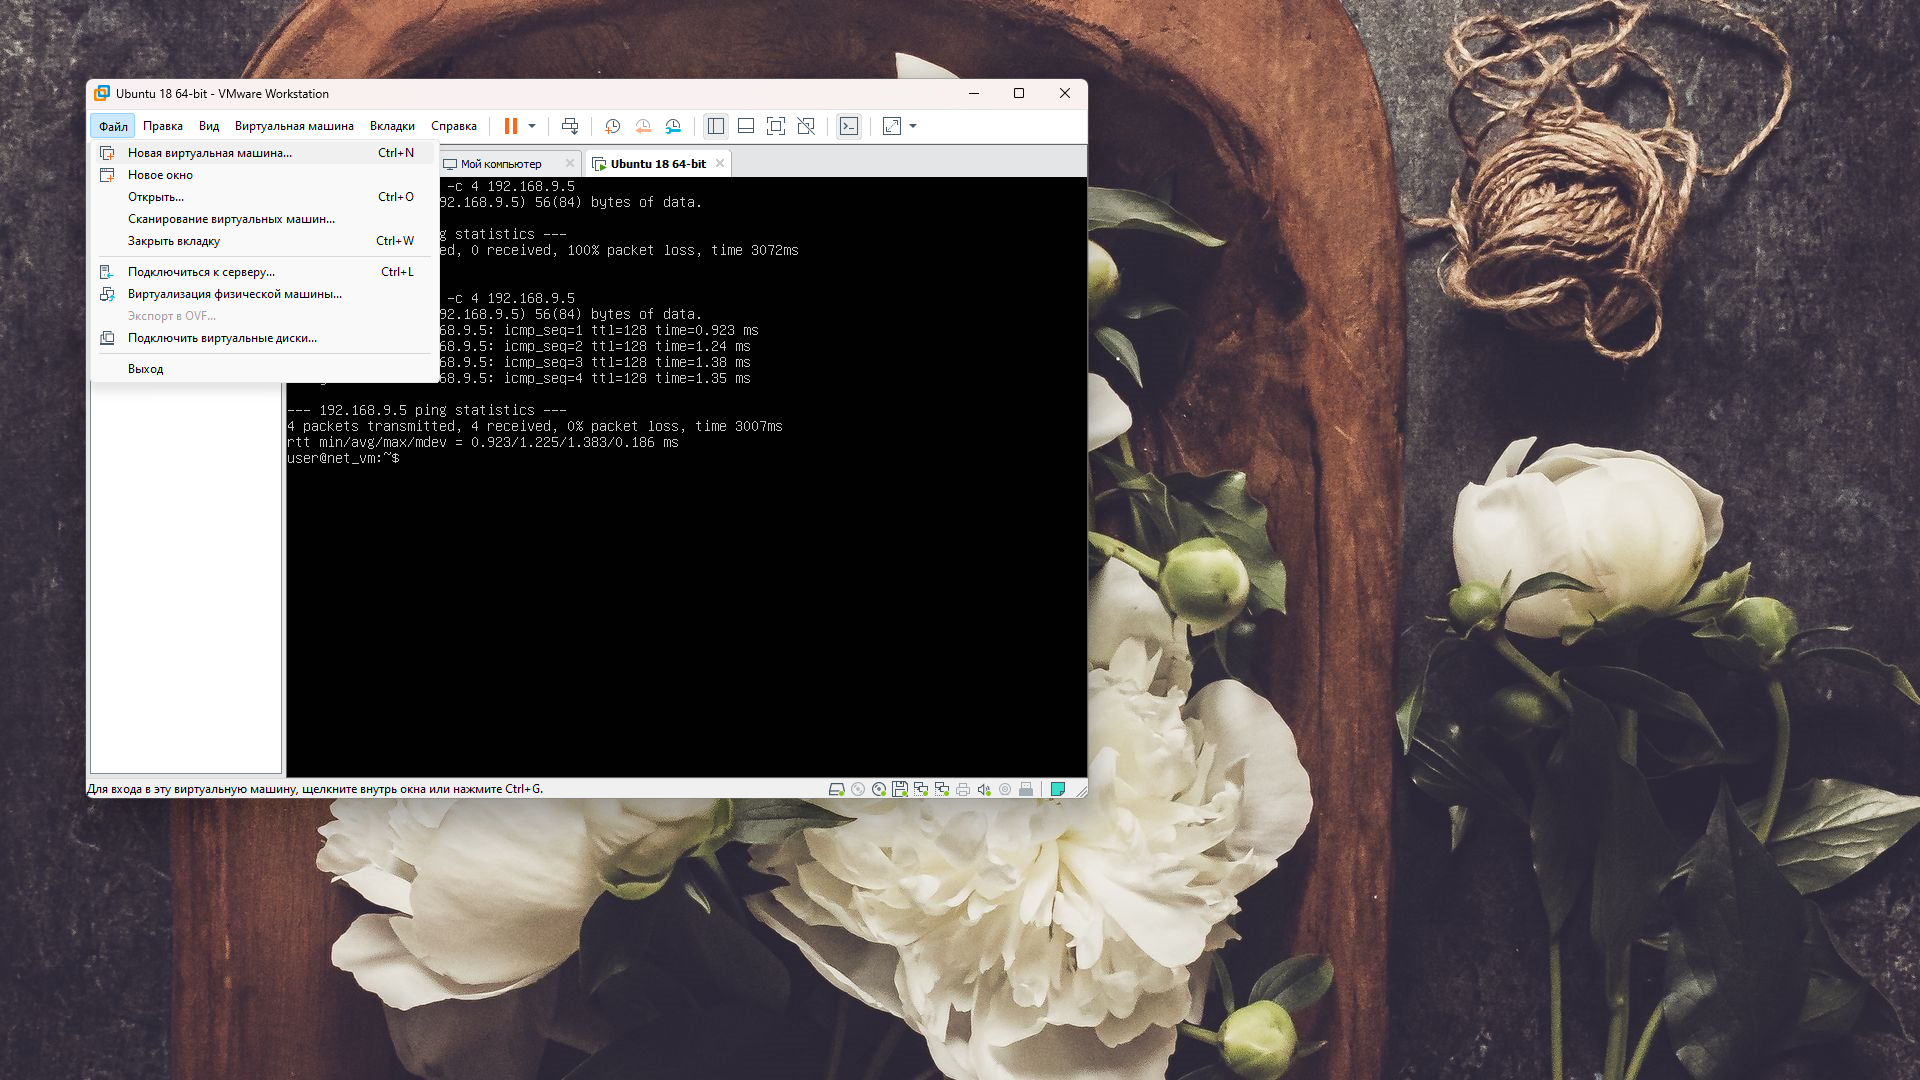 Ubuntu 18 64-bit - VMware Workstation
Файл Правка Вид Виртуальная машина Вкладки Справка
Новая виртуальная машина... Ctrl+N
Новое окно
Открыть... Ctrl+O
Сканирование виртуальных машин...
Закрыть вкладку Ctrl+W
Подключиться к серверу... Ctrl+L
Виртуализация физической машины...
Экспорт в OVF...
Подключить виртуальные диски...
Выход
Мой компьютер
Ubuntu 18 64-bit
-c 4 192.168.9.5
92.168.9.5) 56(84) bytes of data.
g statistics ---
ed, 0 received, 100% packet loss, time 3072ms
-c 4 192.168.9.5
92.168.9.5) 56(84) bytes of data.
68.9.5: icmp_seq=1 ttl=128 time=0.923 ms
68.9.5: icmp_seq=2 ttl=128 time=1.24 ms
68.9.5: icmp_seq=3 ttl=128 time=1.38 ms
68.9.5: icmp_seq=4 ttl=128 time=1.35 ms
--- 192.168.9.5 ping statistics ---
4 packets transmitted, 4 received, 0% packet loss, time 3007ms
rtt min/avg/max/mdev = 0.923/1.225/1.383/0.186 ms
user@net_vm:~$
Для входа в эту виртуальную машину, щелкните внутрь окна или нажмите Ctrl+G.